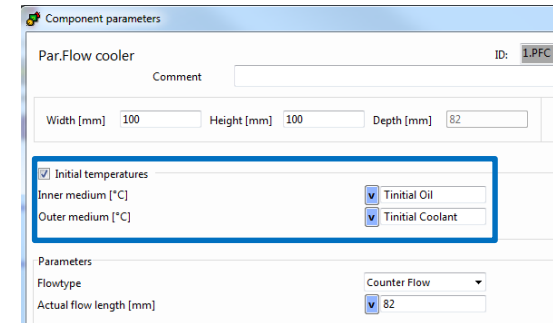 Component parameters
Par.Flow cooler ID: 1.PFC
Comment
Width [mm] 100 Height [mm] 100 Depth [mm] 82
Initial temperatures
Inner medium [°C] v Tinitial Oil
Outer medium [°C] v Tinitial Coolant
Parameters
Flowtype Counter Flow
Actual flow length [mm] v 82